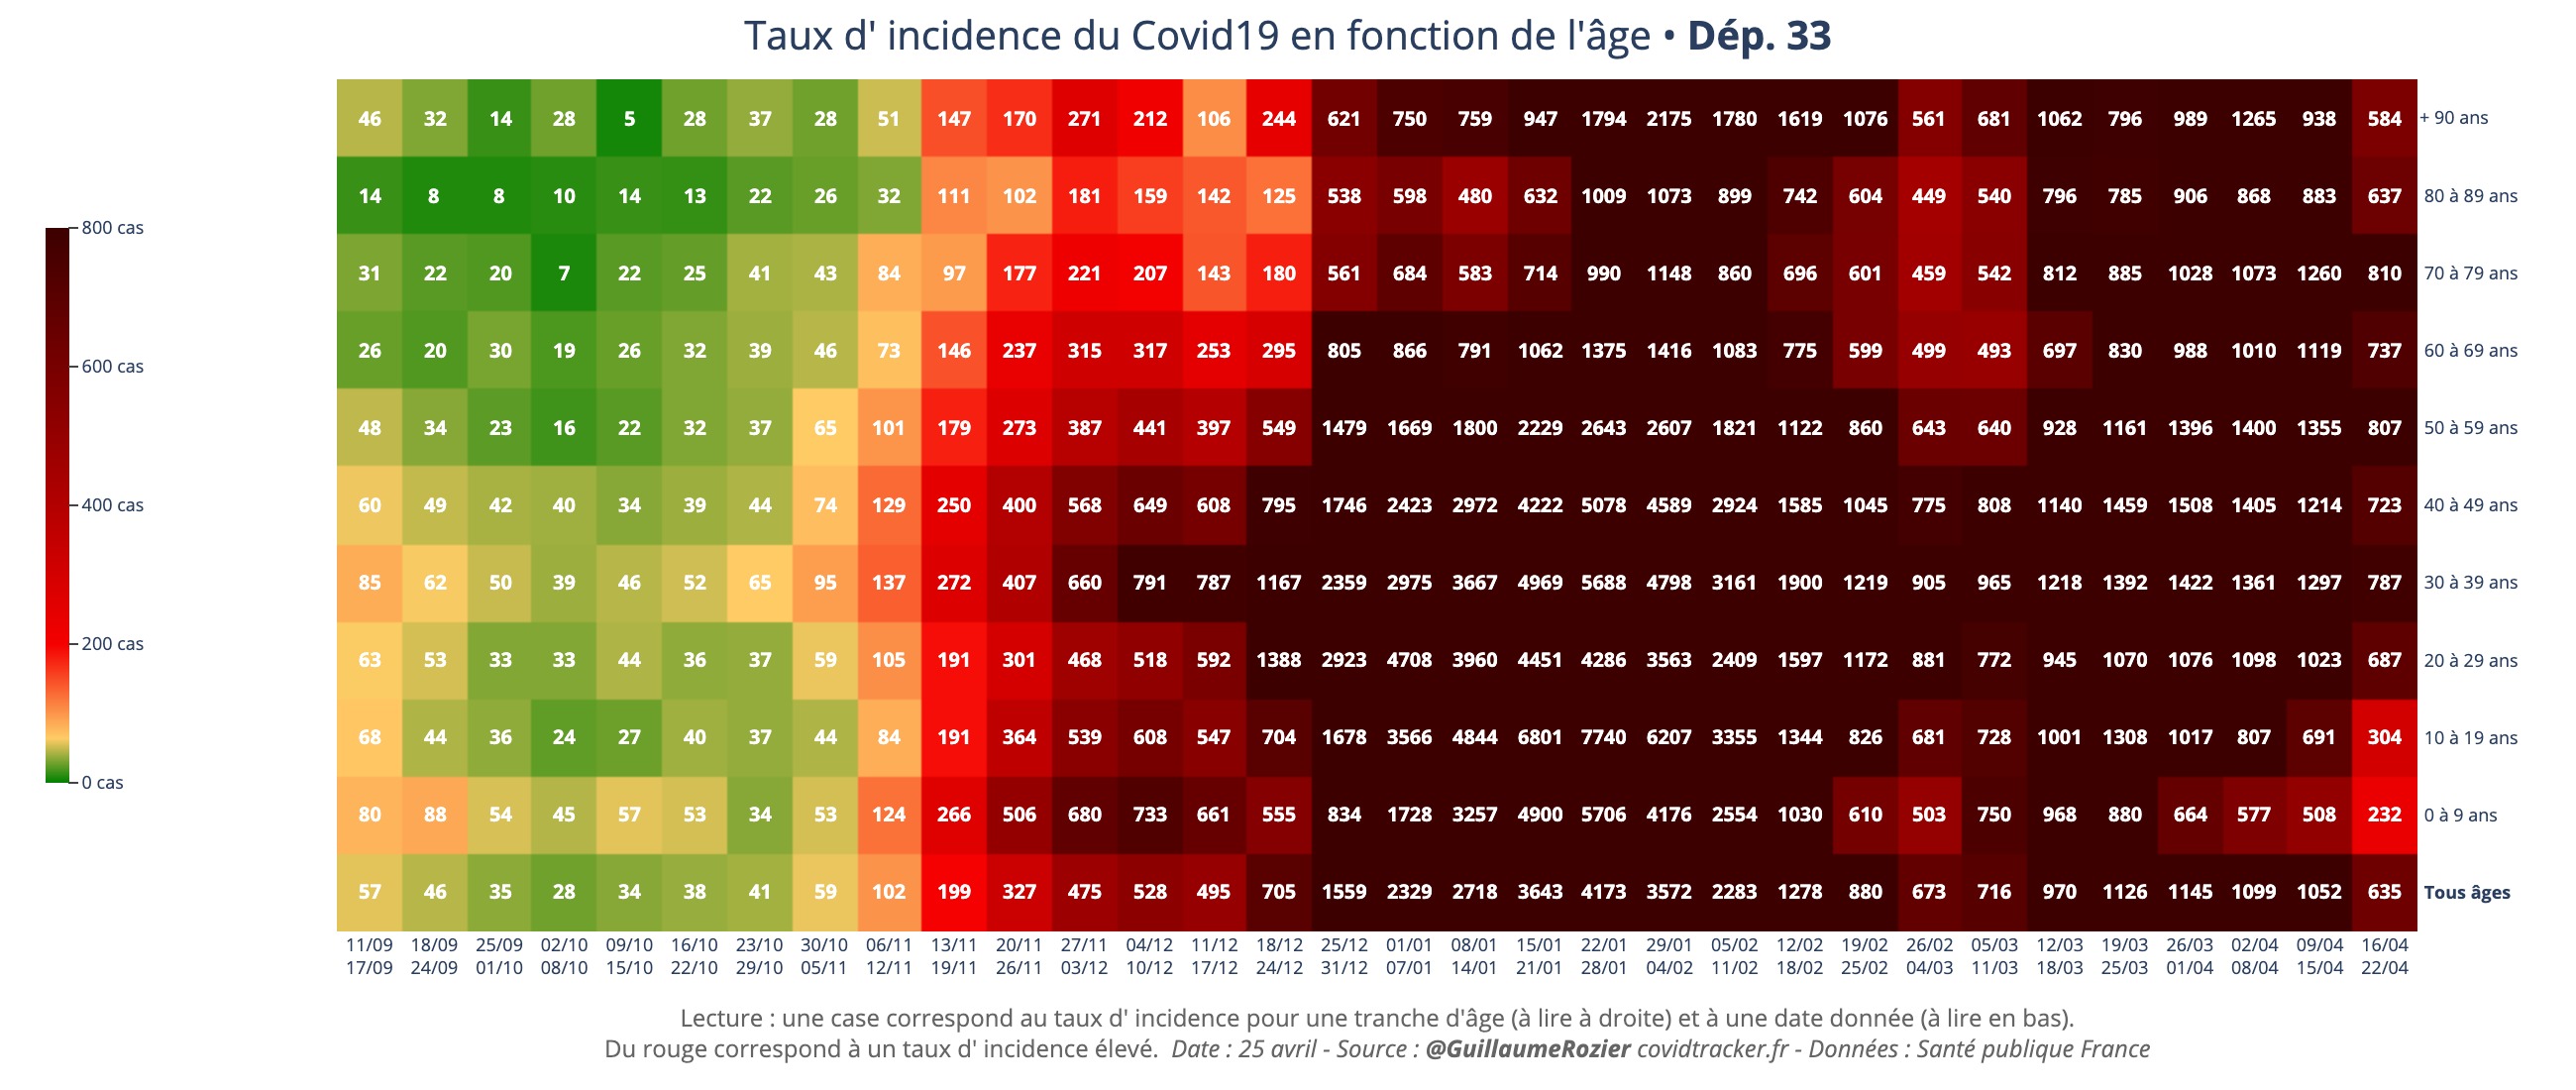 Taux d' incidence du Covid19 en fonction de l'âge • Dép. 33
46 32 14 28 5 28 37 28 51 147 170 271 212 106 244 621 750 759 947 1794 2175 1780 1619 1076 561 681 1062 796 989 1265 938 584 + 90 ans
14 8 8 10 14 13 22 26 32 111 102 181 159 142 125 538 598 480 632 1009 1073 899 742 604 449 540 796 785 906 868 883 637 80 à 89 ans
800 cas
31 22 20 7 22 25 41 43 84 97 177 221 207 143 180 561 684 583 714 990 1148 860 696 601 459 542 812 885 1028 1073 1260 810 70 à 79 ans
26 20 30 19 26 32 39 46 73 146 237 315 317 253 295 805 866 791 1062 1375 1416 1083 775 599 499 493 697 830 988 1010 1119 737 60 à 69 ans
600 cas
48 34 23 16 22 32 37 65 101 179 273 387 441 397 549 1479 1669 1800 2229 2643 2607 1821 1122 860 643 640 928 1161 1396 1400 1355 807 50 à 59 ans
400 cas
60 49 42 40 34 39 44 74 129 250 400 568 649 608 795 1746 2423 2972 4222 5078 4589 2924 1585 1045 775 808 1140 1459 1508 1405 1214 723 40 à 49 ans
85 62 50 39 46 52 65 95 137 272 407 660 791 787 1167 2359 2975 3667 4969 5688 4798 3161 1900 1219 905 965 1218 1392 1422 1361 1297 787 30 à 39 ans
200 cas
63 53 33 33 44 36 37 59 105 191 301 468 518 592 1388 2923 4708 3960 4451 4286 3563 2409 1597 1172 881 772 945 1070 1076 1098 1023 687 20 à 29 ans
68 44 36 24 27 40 37 44 84 191 364 539 608 547 704 1678 3566 4844 6801 7740 6207 3355 1344 826 681 728 1001 1308 1017 807 691 304 10 à 19 ans
0 cas
80 88 54 45 57 53 34 53 124 266 506 680 733 661 555 834 1728 3257 4900 5706 4176 2554 1030 610 503 750 968 880 664 577 508 232 0 à 9 ans
57 46 35 28 34 38 41 59 102 199 327 475 528 495 705 1559 2329 2718 3643 4173 3572 2283 1278 880 673 716 970 1126 1145 1099 1052 635 Tous âges
11/09 18/09 25/09 02/10 09/10 16/10 23/10 30/10 06/11 13/11 20/11 27/11 04/12 11/12 18/12 25/12 01/01 08/01 15/01 22/01 29/01 05/02 12/02 19/02 26/02 05/03 12/03 19/03 26/03 02/04 09/04 16/04
17/09 24/09 01/10 08/10 15/10 22/10 29/10 05/11 12/11 19/11 26/11 03/12 10/12 17/12 24/12 31/12 07/01 14/01 21/01 28/01 04/02 11/02 18/02 25/02 04/03 11/03 18/03 25/03 01/04 08/04 15/04 22/04
Lecture : une case correspond au taux d' incidence pour une tranche d'âge (à lire à droite) et à une date donnée (à lire en bas).
Du rouge correspond à un taux d' incidence élevé. Date : 25 avril - Source : @GuillaumeRozier covidtracker.fr - Données : Santé publique France